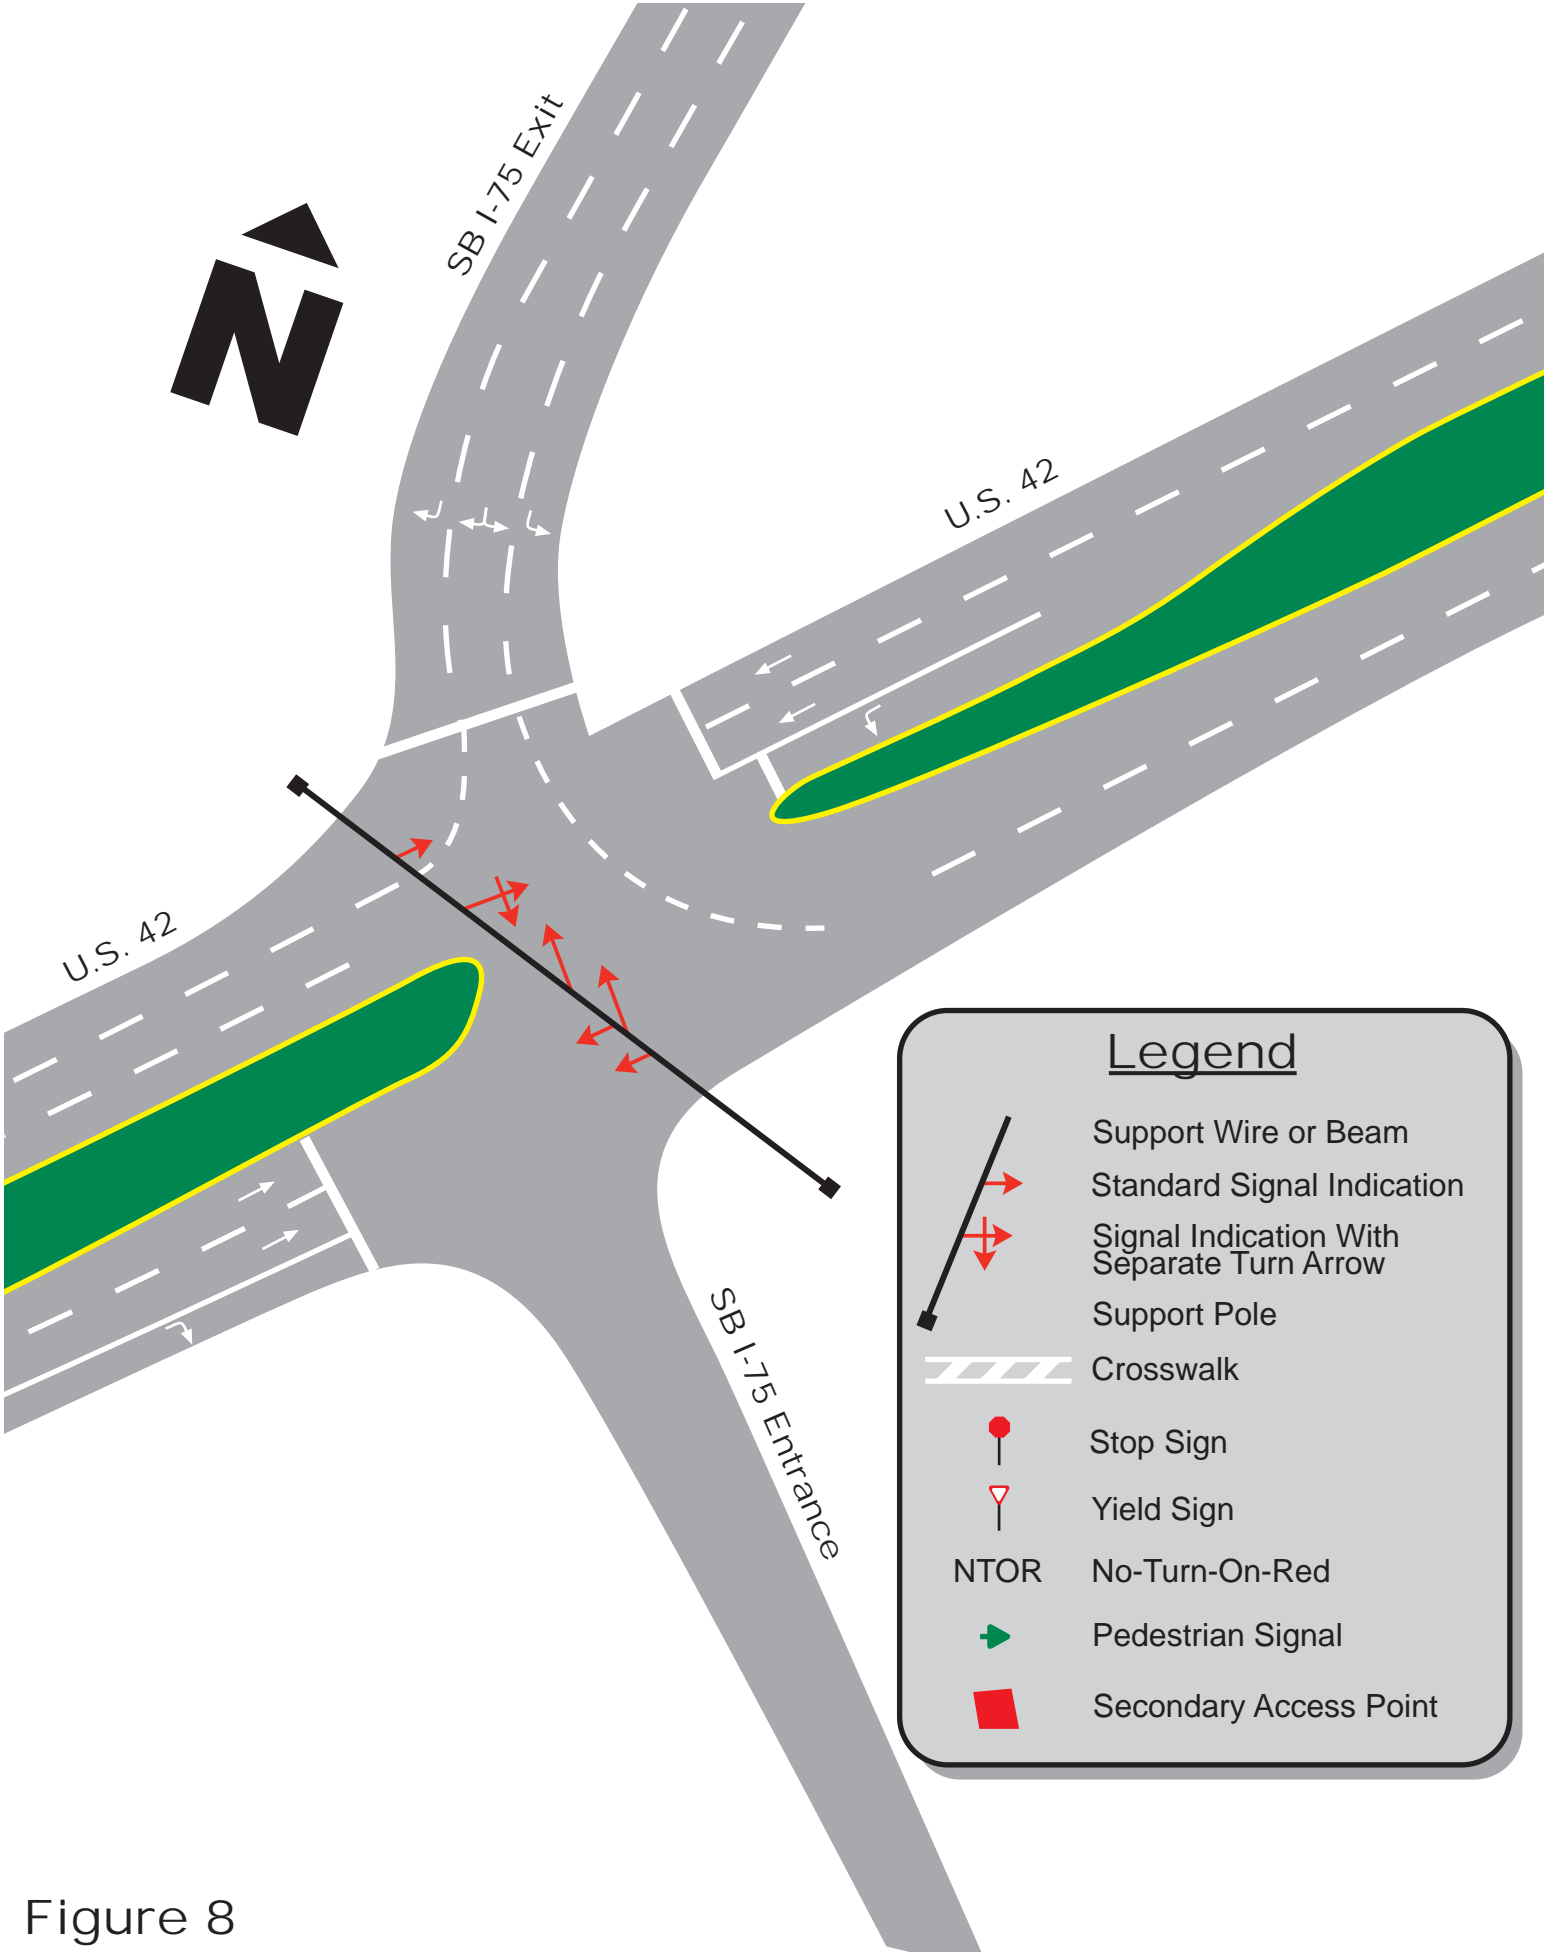 SB I-75 Exit
N
U.S. 42
U.S. 42
SB I-75 Entrance
Legend
Support Wire or Beam
Standard Signal Indication
Signal Indication With
Separate Turn Arrow
Support Pole
Crosswalk
Stop Sign
Yield Sign
NTOR No-Turn-On-Red
Pedestrian Signal
Secondary Access Point
Figure 8